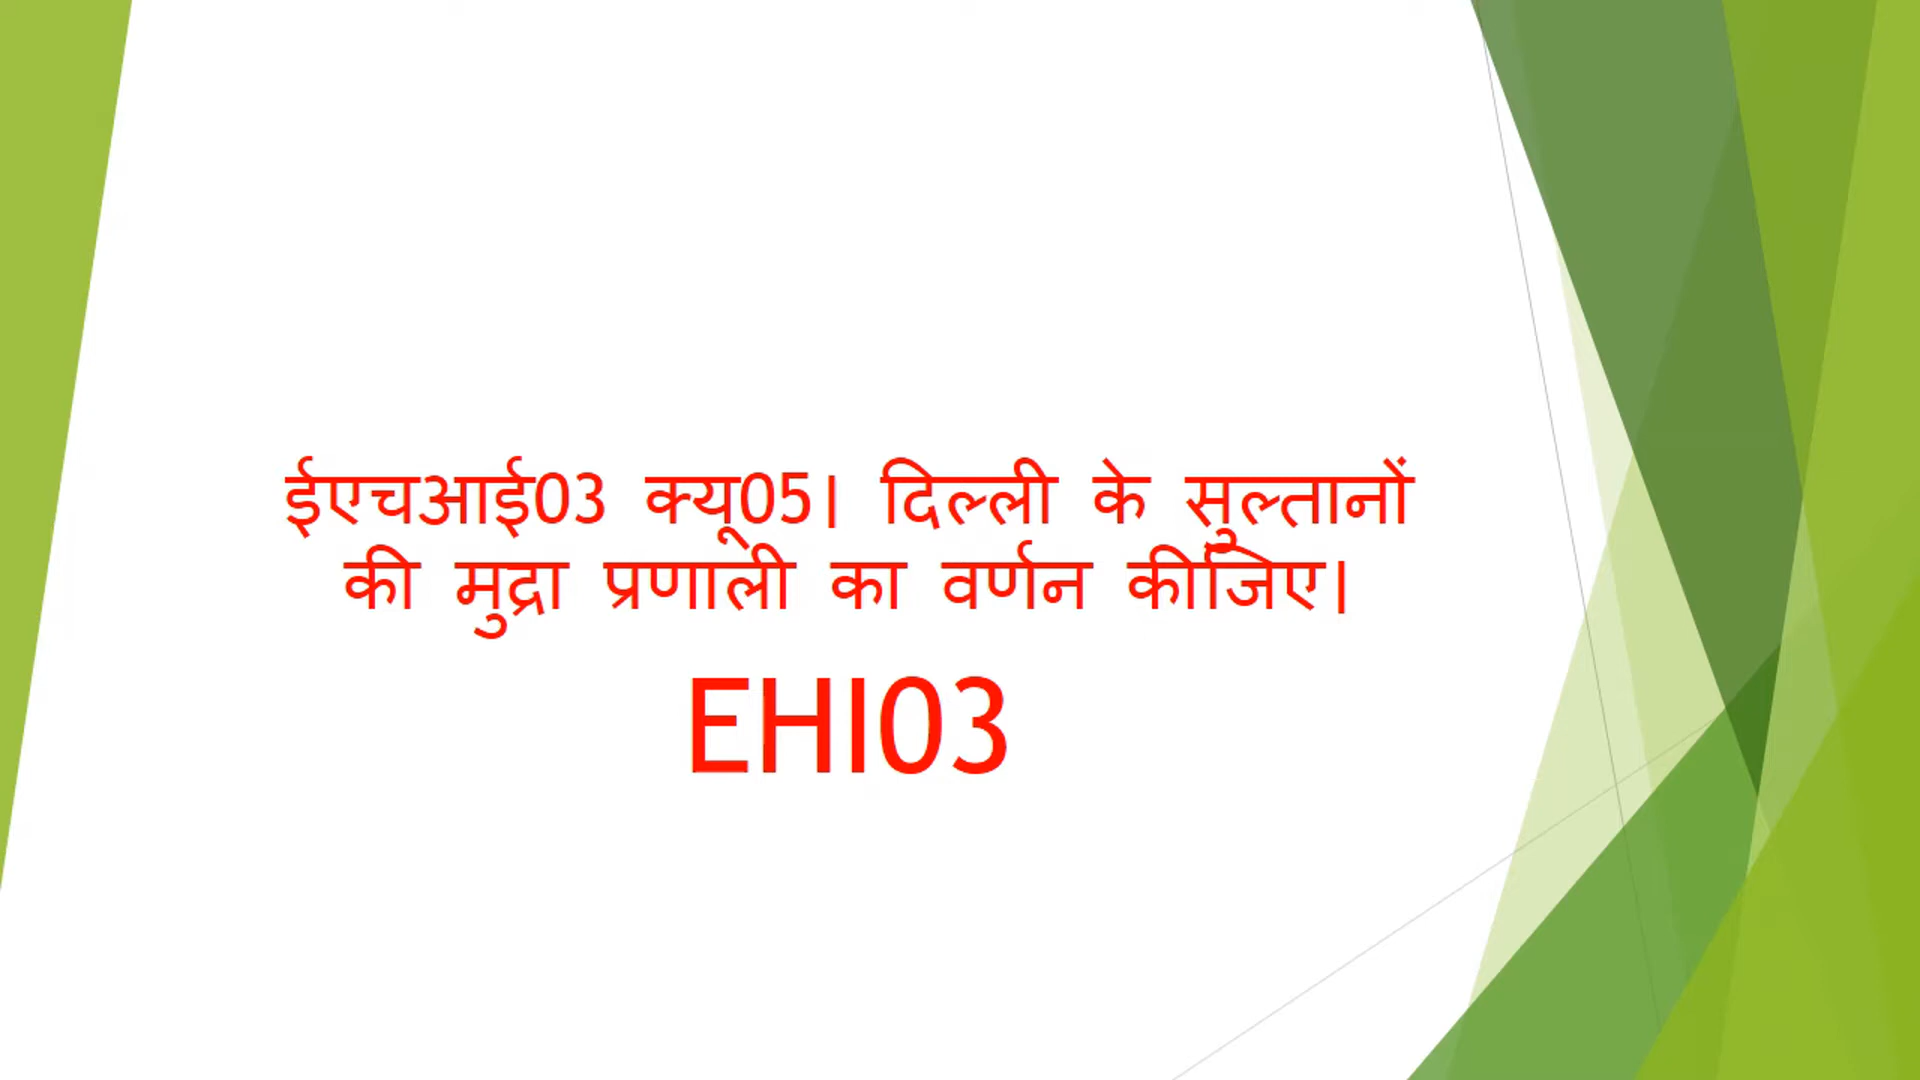 ईएचआई03 क्यू05। दिल्ली के सुल्तानों
की मुद्रा प्रणाली का वर्णन कीजिए।
EHI03